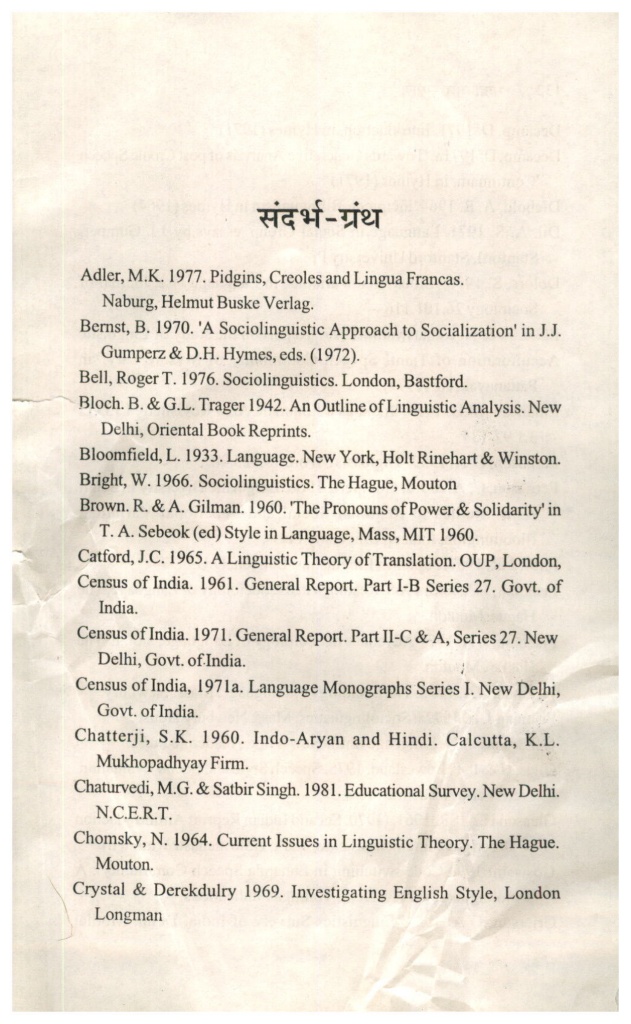 संदर्भ-ग्रंथ
Adler, M.K. 1977. Pidgins, Creoles and Lingua Francas.
Naburg, Helmut Buske Verlag.
Bernst, B. 1970. 'A Sociolinguistic Approach to Socialization' in J.J.
Gumperz & D.H. Hymes, eds. (1972).
Bell, Roger T. 1976. Sociolinguistics. London, Bastford.
Bloch. B. & G.L. Trager 1942. An Outline of Linguistic Analysis. New
Delhi, Oriental Book Reprints.
Bloomfield, L. 1933. Language. New York, Holt Rinehart & Winston.
Bright, W. 1966. Sociolinguistics. The Hague, Mouton
Brown. R. & A. Gilman. 1960. 'The Pronouns of Power & Solidarity' in
T. A. Sebeok (ed) Style in Language, Mass, MIT 1960.
Catford, J.C. 1965. A Linguistic Theory of Translation. OUP, London,
Census of India. 1961. General Report. Part I-B Series 27. Govt. of
India.
Census of India. 1971. General Report. Part II-C & A, Series 27. New
Delhi, Govt. of India.
Census of India, 1971a. Language Monographs Series I. New Delhi,
Govt. of India.
Chatterji, S.K. 1960. Indo-Aryan and Hindi. Calcutta, K.L.
Mukhopadhyay Firm.
Chaturvedi, M.G. & Satbir Singh. 1981. Educational Survey. New Delhi.
N.C.E.R.T.
Chomsky, N. 1964. Current Issues in Linguistic Theory. The Hague.
Mouton.
Crystal & Derekdulry 1969. Investigating English Style, London
Longman